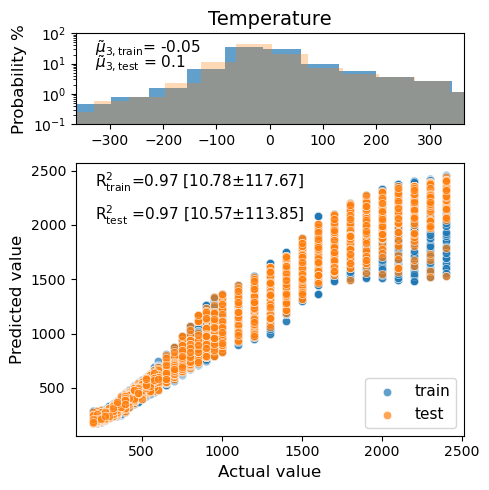 Temperature
Probability %
10²
10¹
10⁰
10⁻¹
μ̃₃,train= -0.05
μ̃₃,test = 0.1
−300 −200 −100 0 100 200 300
Predicted value
2500
2000
1500
1000
500
R²train=0.97 [10.78±117.67]
R²test =0.97 [10.57±113.85]
train
test
500 1000 1500 2000 2500
Actual value